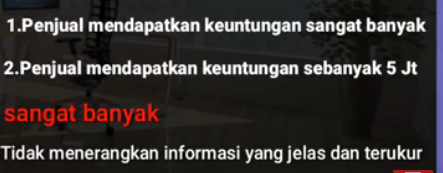 1.Penjual mendapatkan keuntungan sangat banyak
2.Penjual mendapatkan keuntungan sebanyak 5 Jt
sangat banyak
Tidak menerangkan informasi yang jelas dan terukur